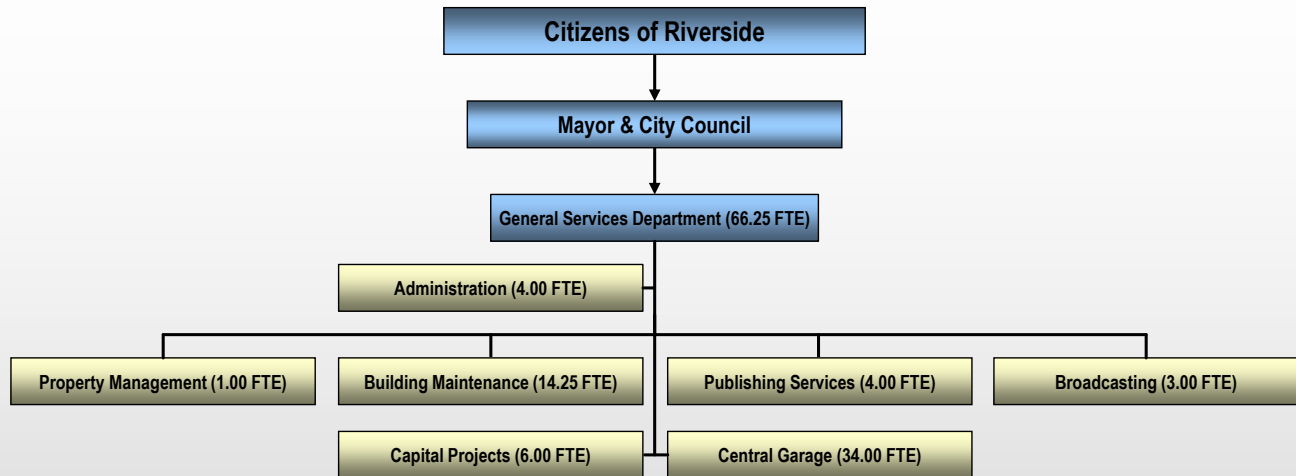 Citizens of Riverside
Mayor & City Council
General Services Department (66.25 FTE)
Administration (4.00 FTE)
Property Management (1.00 FTE)
Building Maintenance (14.25 FTE)
Publishing Services (4.00 FTE)
Broadcasting (3.00 FTE)
Capital Projects (6.00 FTE)
Central Garage (34.00 FTE)